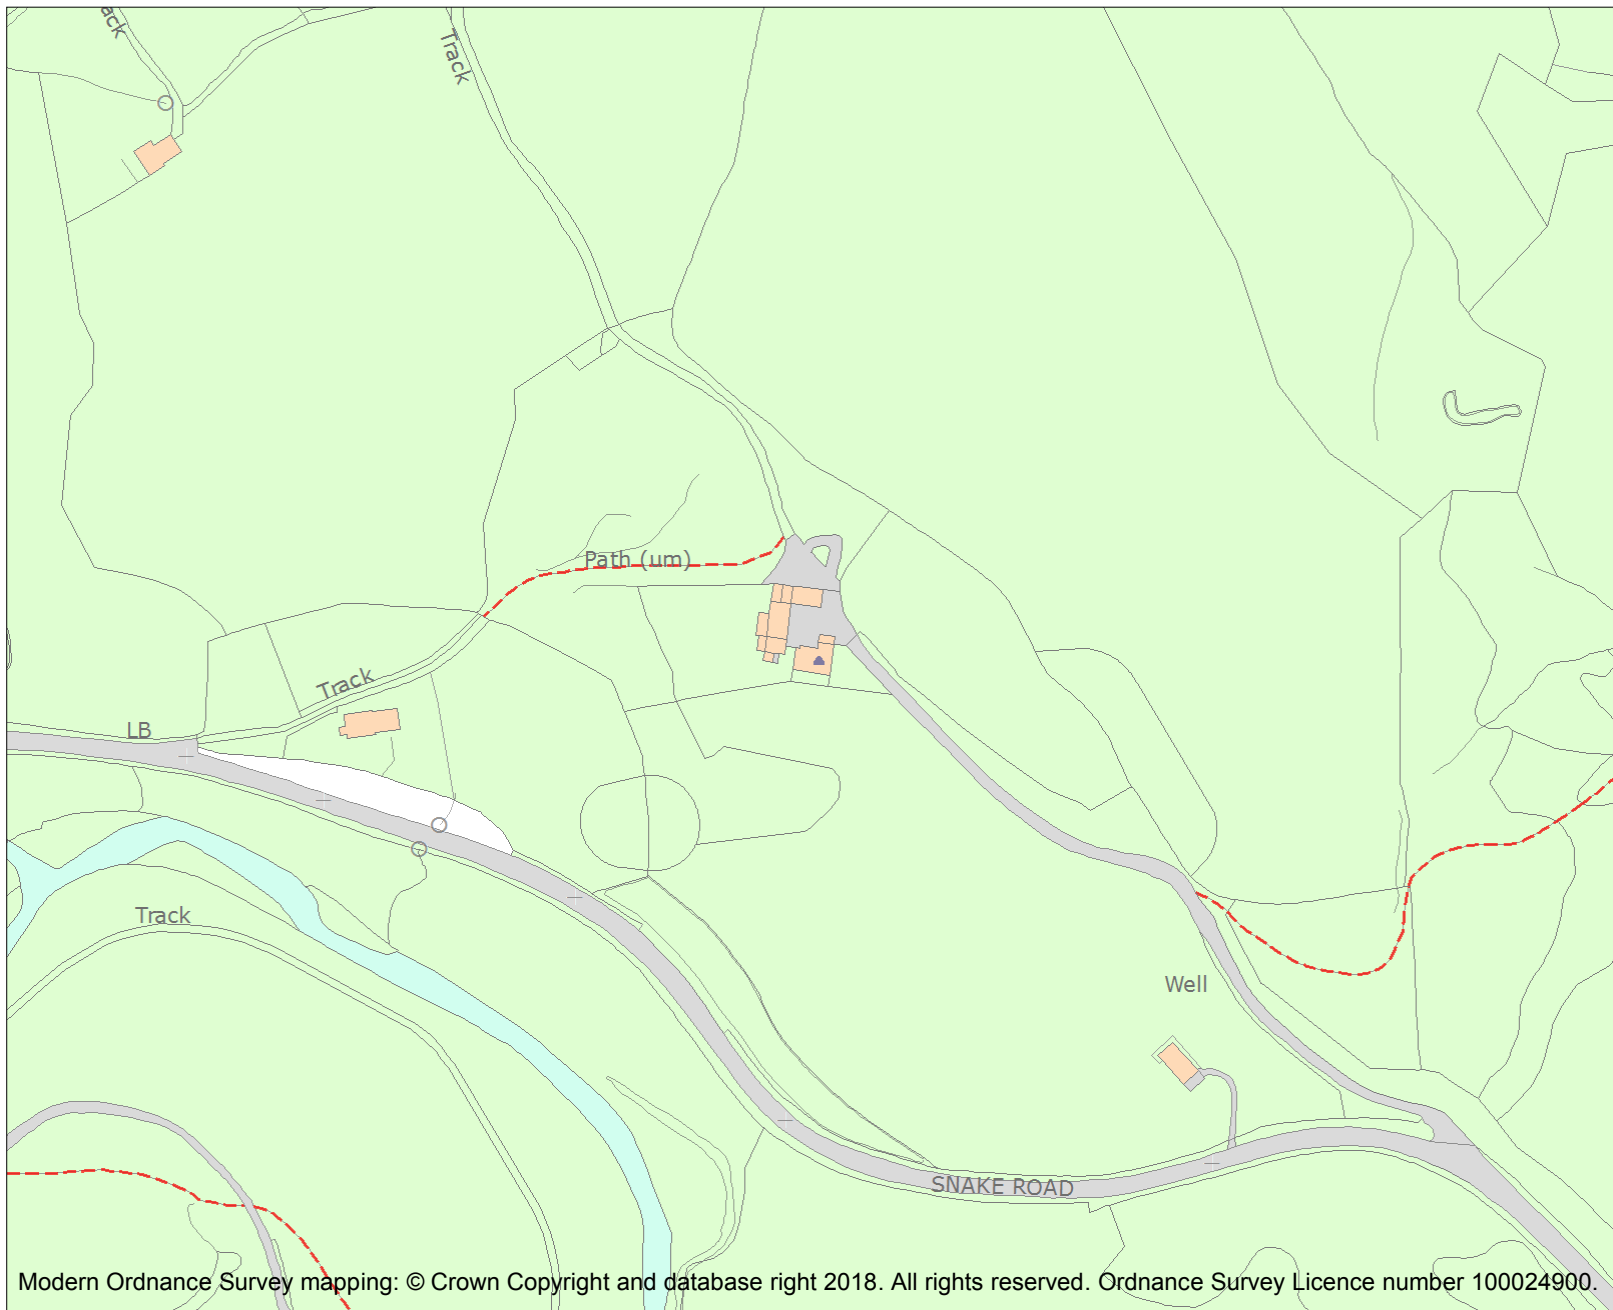 ack
Track
Path (um)
Track
LB
Track
Well
SNAKE ROAD
Modern Ordnance Survey mapping: © Crown Copyright and database right 2018. All rights reserved. Ordnance Survey Licence number 100024900.